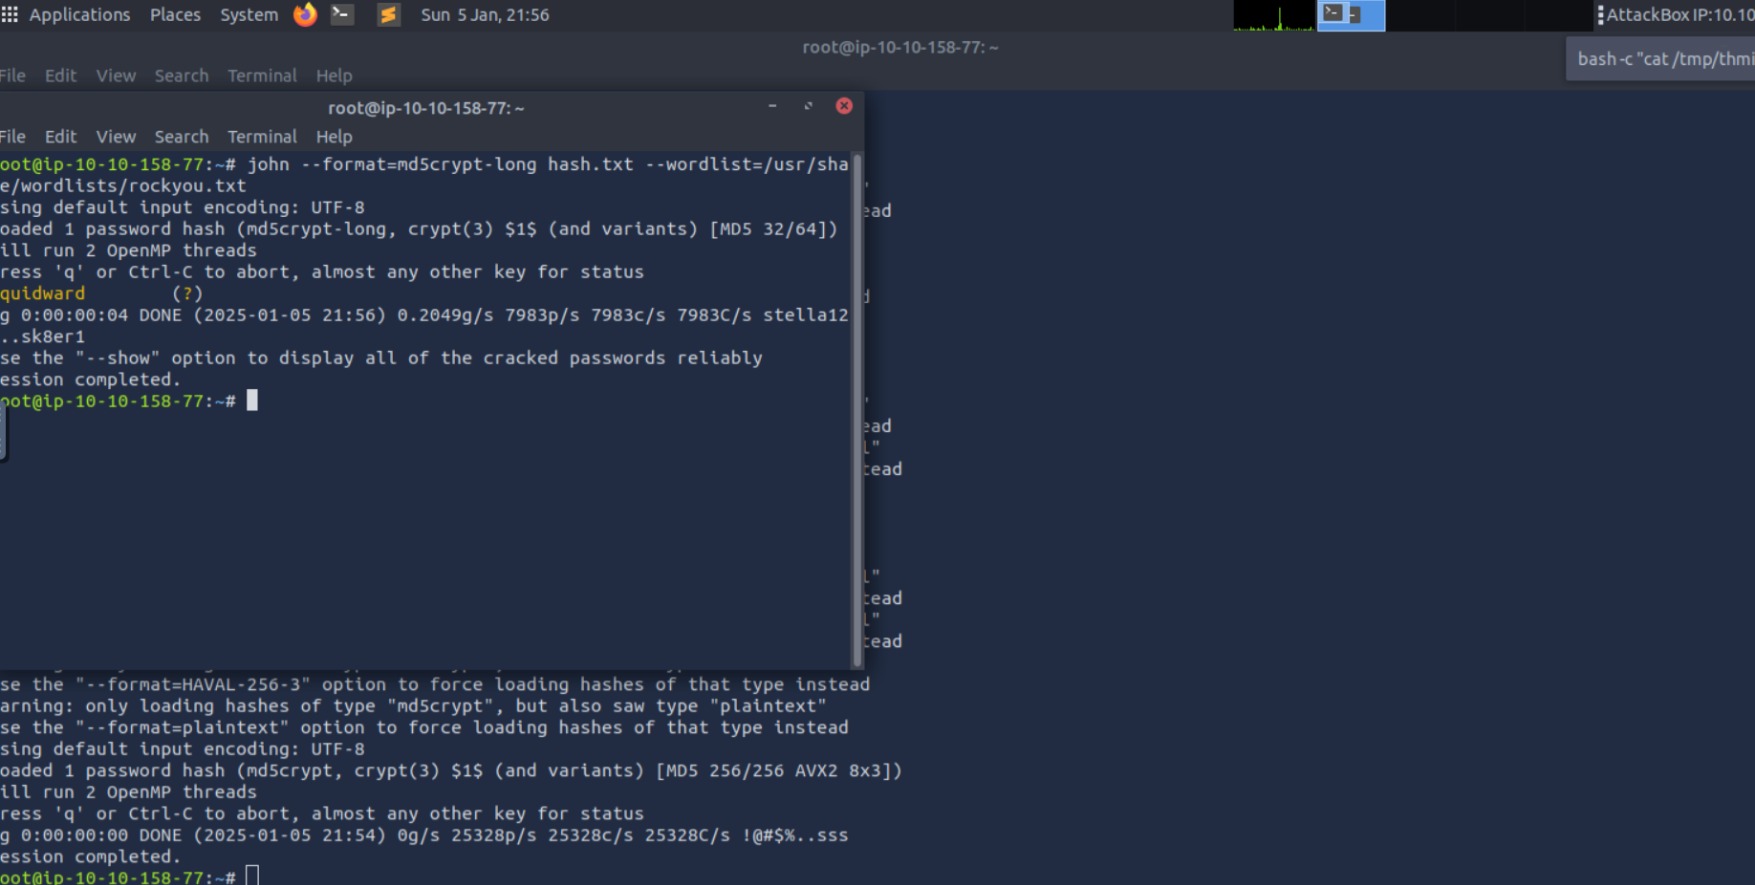 Applications Places System Sun 5 Jan, 21:56 AttackBox IP:10.10
root@ip-10-10-158-77: ~
bash -c "cat /tmp/thmi
File Edit View Search Terminal Help
root@ip-10-10-158-77: ~
File Edit View Search Terminal Help
oot@ip-10-10-158-77:~# john --format=md5crypt-long hash.txt --wordlist=/usr/sha
e/wordlists/rockyou.txt
sing default input encoding: UTF-8
oaded 1 password hash (md5crypt-long, crypt(3) $1$ (and variants) [MD5 32/64])
ill run 2 OpenMP threads
ress 'q' or Ctrl-C to abort, almost any other key for status
quidward (?)
g 0:00:00:04 DONE (2025-01-05 21:56) 0.2049g/s 7983p/s 7983c/s 7983C/s stella12
..sk8er1
se the "--show" option to display all of the cracked passwords reliably
ession completed.
oot@ip-10-10-158-77:~#
ead
ead
tead
tead
tead
se the "--format=HAVAL-256-3" option to force loading hashes of that type instead
arning: only loading hashes of type "md5crypt", but also saw type "plaintext"
se the "--format=plaintext" option to force loading hashes of that type instead
sing default input encoding: UTF-8
oaded 1 password hash (md5crypt, crypt(3) $1$ (and variants) [MD5 256/256 AVX2 8x3])
ill run 2 OpenMP threads
ress 'q' or Ctrl-C to abort, almost any other key for status
g 0:00:00:00 DONE (2025-01-05 21:54) 0g/s 25328p/s 25328c/s 25328C/s !@#$%..sss
ession completed.
oot@ip-10-10-158-77:~#